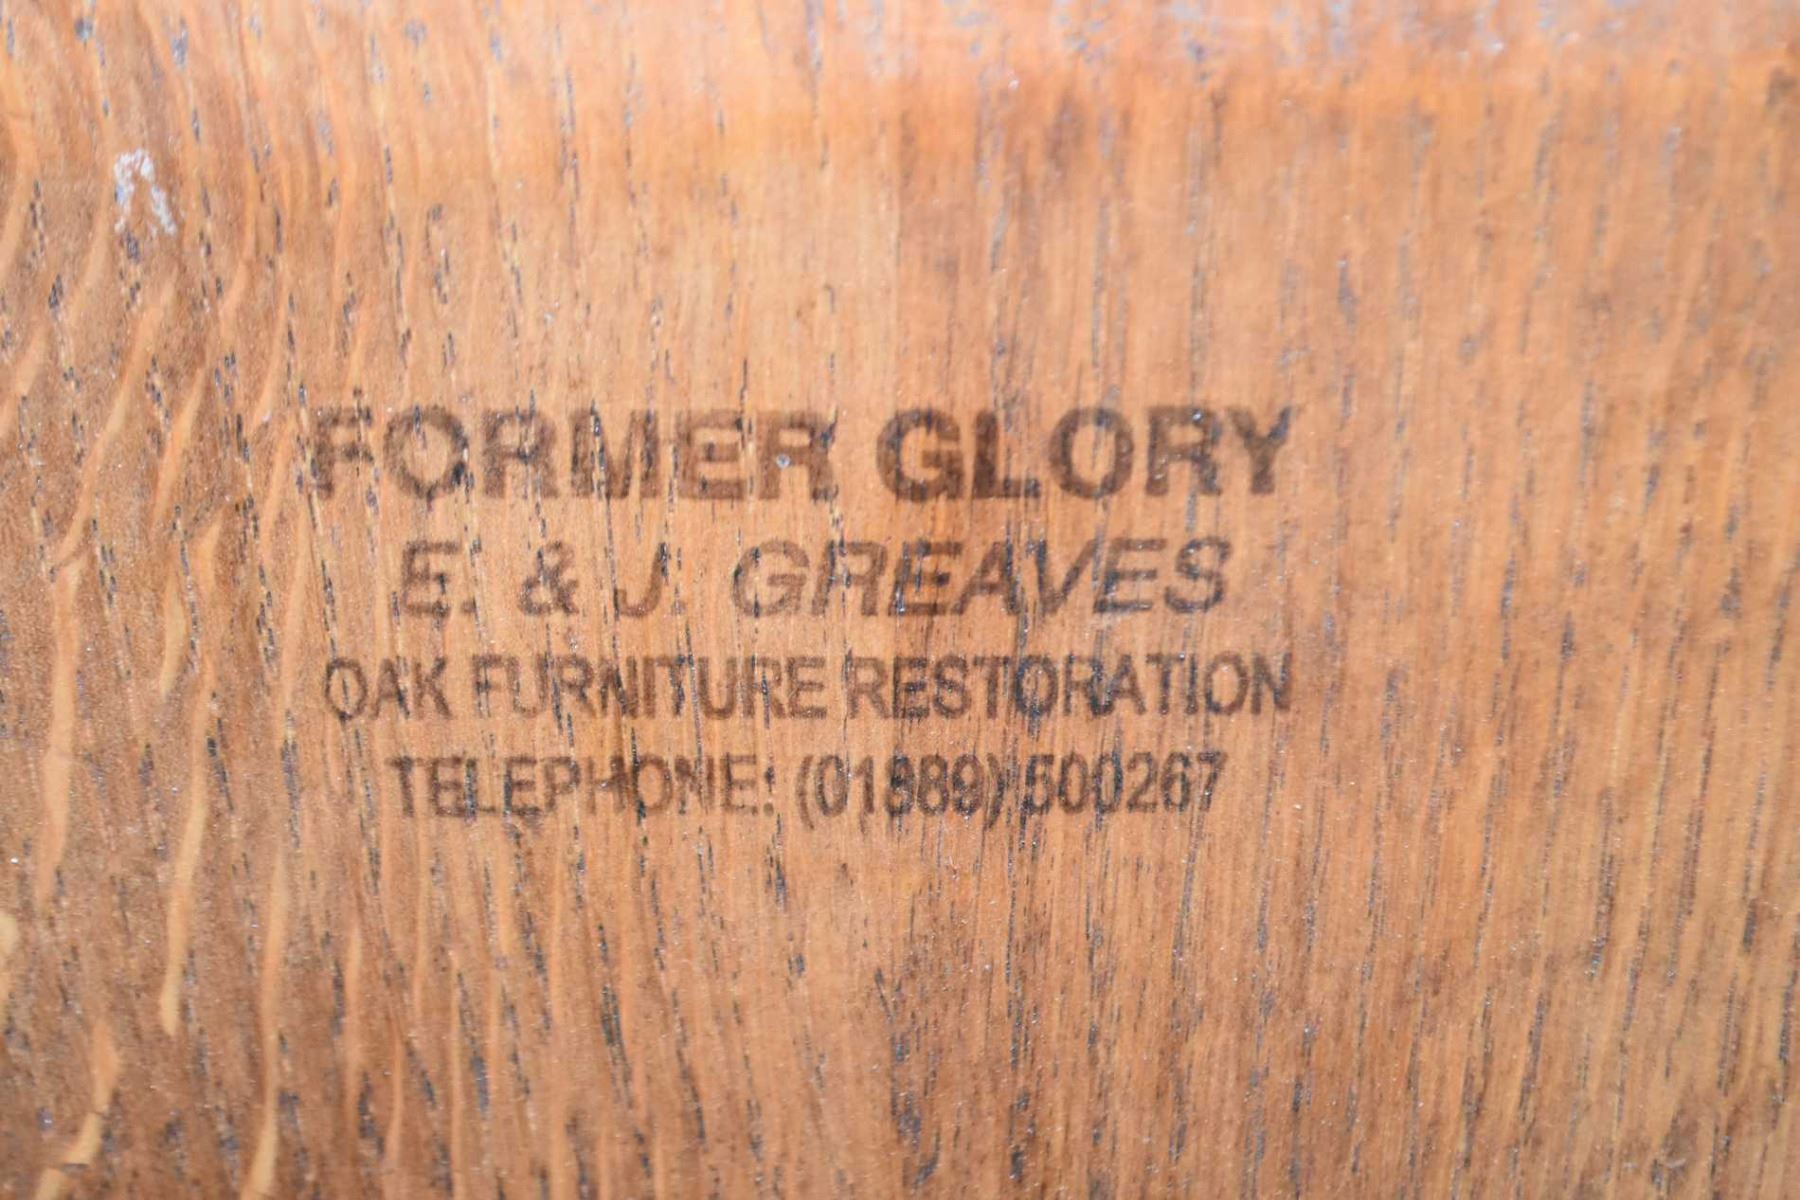 FORMER GLORY
E. & J. GREAVES
OAK FURNITURE RESTORATION
TELEPHONE: (01889) 500267